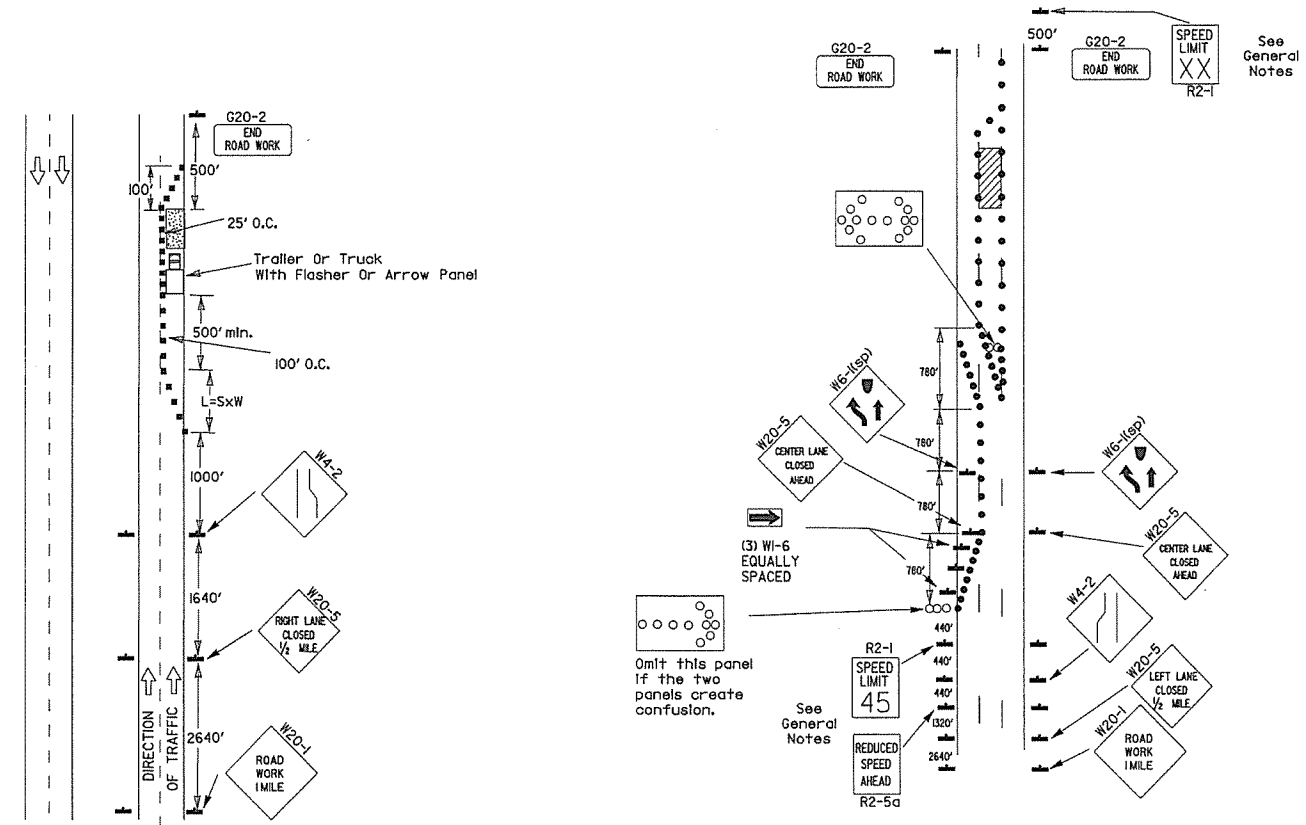 G20-2
END
ROAD WORK
500'
100'
25' O.C.
Trailer Or Truck
With Flasher Or Arrow Panel
500' min.
100' O.C.
L=SxW
1000'
W4-2
1640'
W20-5
RIGHT LANE
CLOSED
1/2 MILE
DIRECTION
OF TRAFFIC
2640'
W20-1
ROAD
WORK
1 MILE
500'
SPEED
LIMIT
XX
R2-1
See
General
Notes
G20-2
END
ROAD WORK
G20-2
END
ROAD WORK
780'
W6-1(sp)
W20-5
CENTER LANE
CLOSED
AHEAD
780'
780'
W6-1(sp)
(3) W1-6
EQUALLY
SPACED
780'
W20-5
CENTER LANE
CLOSED
AHEAD
W4-2
Omit this panel
if the two
panels create
confusion.
440'
R2-1
SPEED
LIMIT
45
440'
440'
See
General
Notes
1320'
REDUCED
SPEED
AHEAD
R2-5a
2640'
W20-5
LEFT LANE
CLOSED
1/2 MILE
W20-1
ROAD
WORK
1 MILE